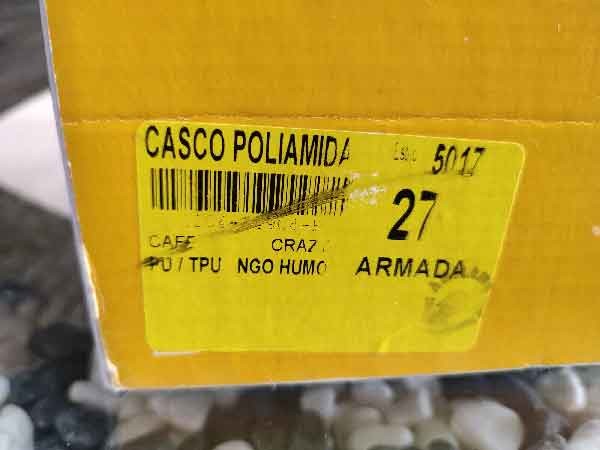 CASCO POLIAMIDA 5017
27
CAFE CRAZ
PU / TPU NGO HUMO ARMADA